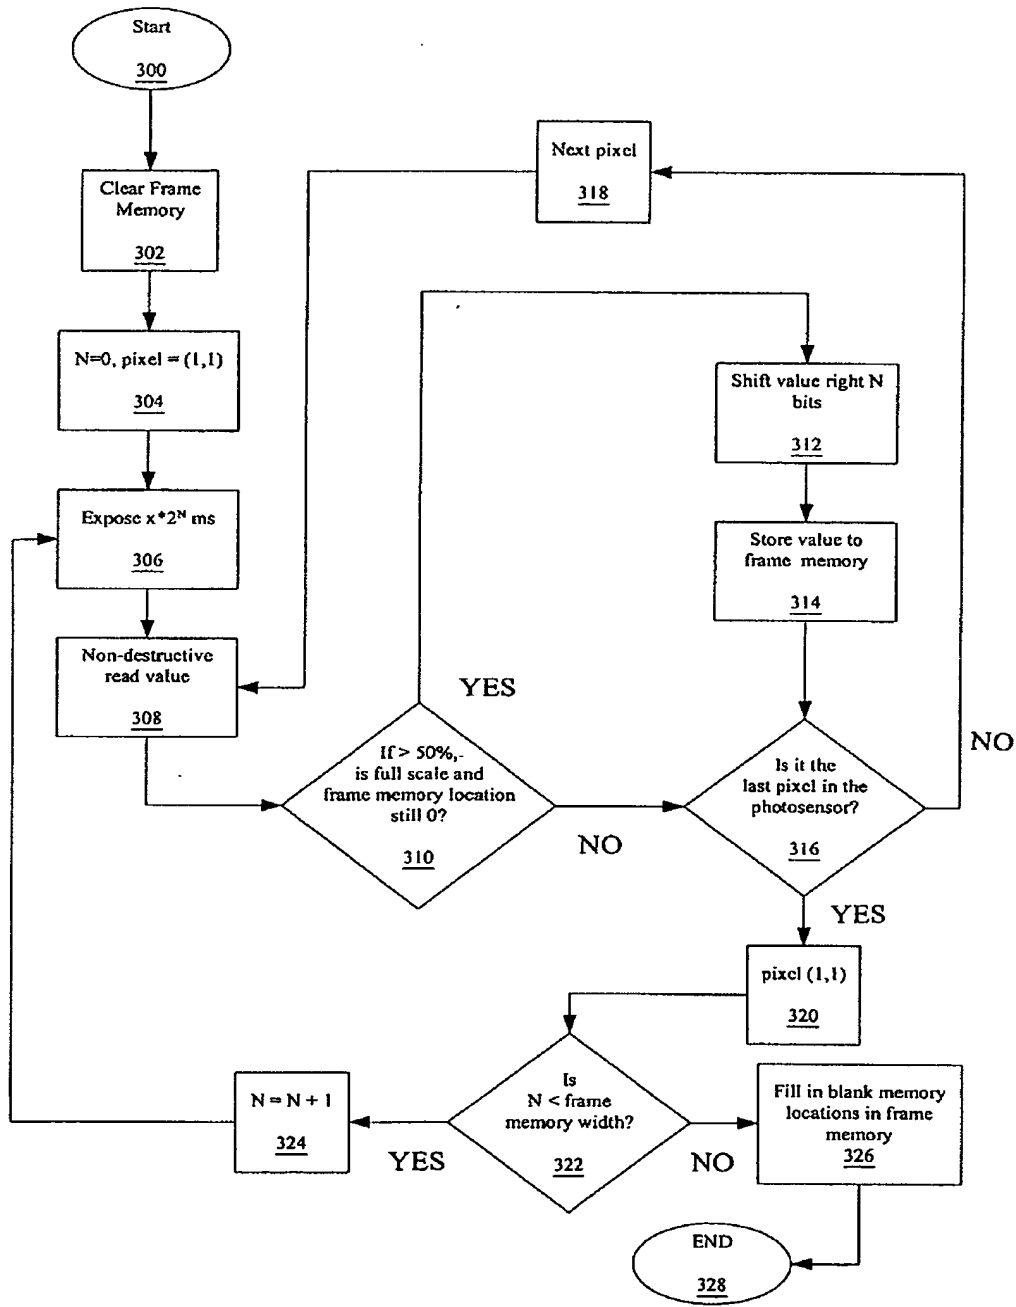 Start
300
Clear Frame
Memory
302
N=0, pixel = (1,1)
304
Expose x*2^N ms
306
Non-destructive
read value
308
Next pixel
318
Shift value right N
bits
312
Store value to
frame memory
314
YES
If > 50%,-
is full scale and
frame memory location
still 0?
310
NO
Is it the
last pixel in the
photosensor?
316
NO
YES
pixel (1,1)
320
Is
N < frame
memory width?
322
YES
NO
N = N + 1
324
Fill in blank memory
locations in frame
memory
326
END
328